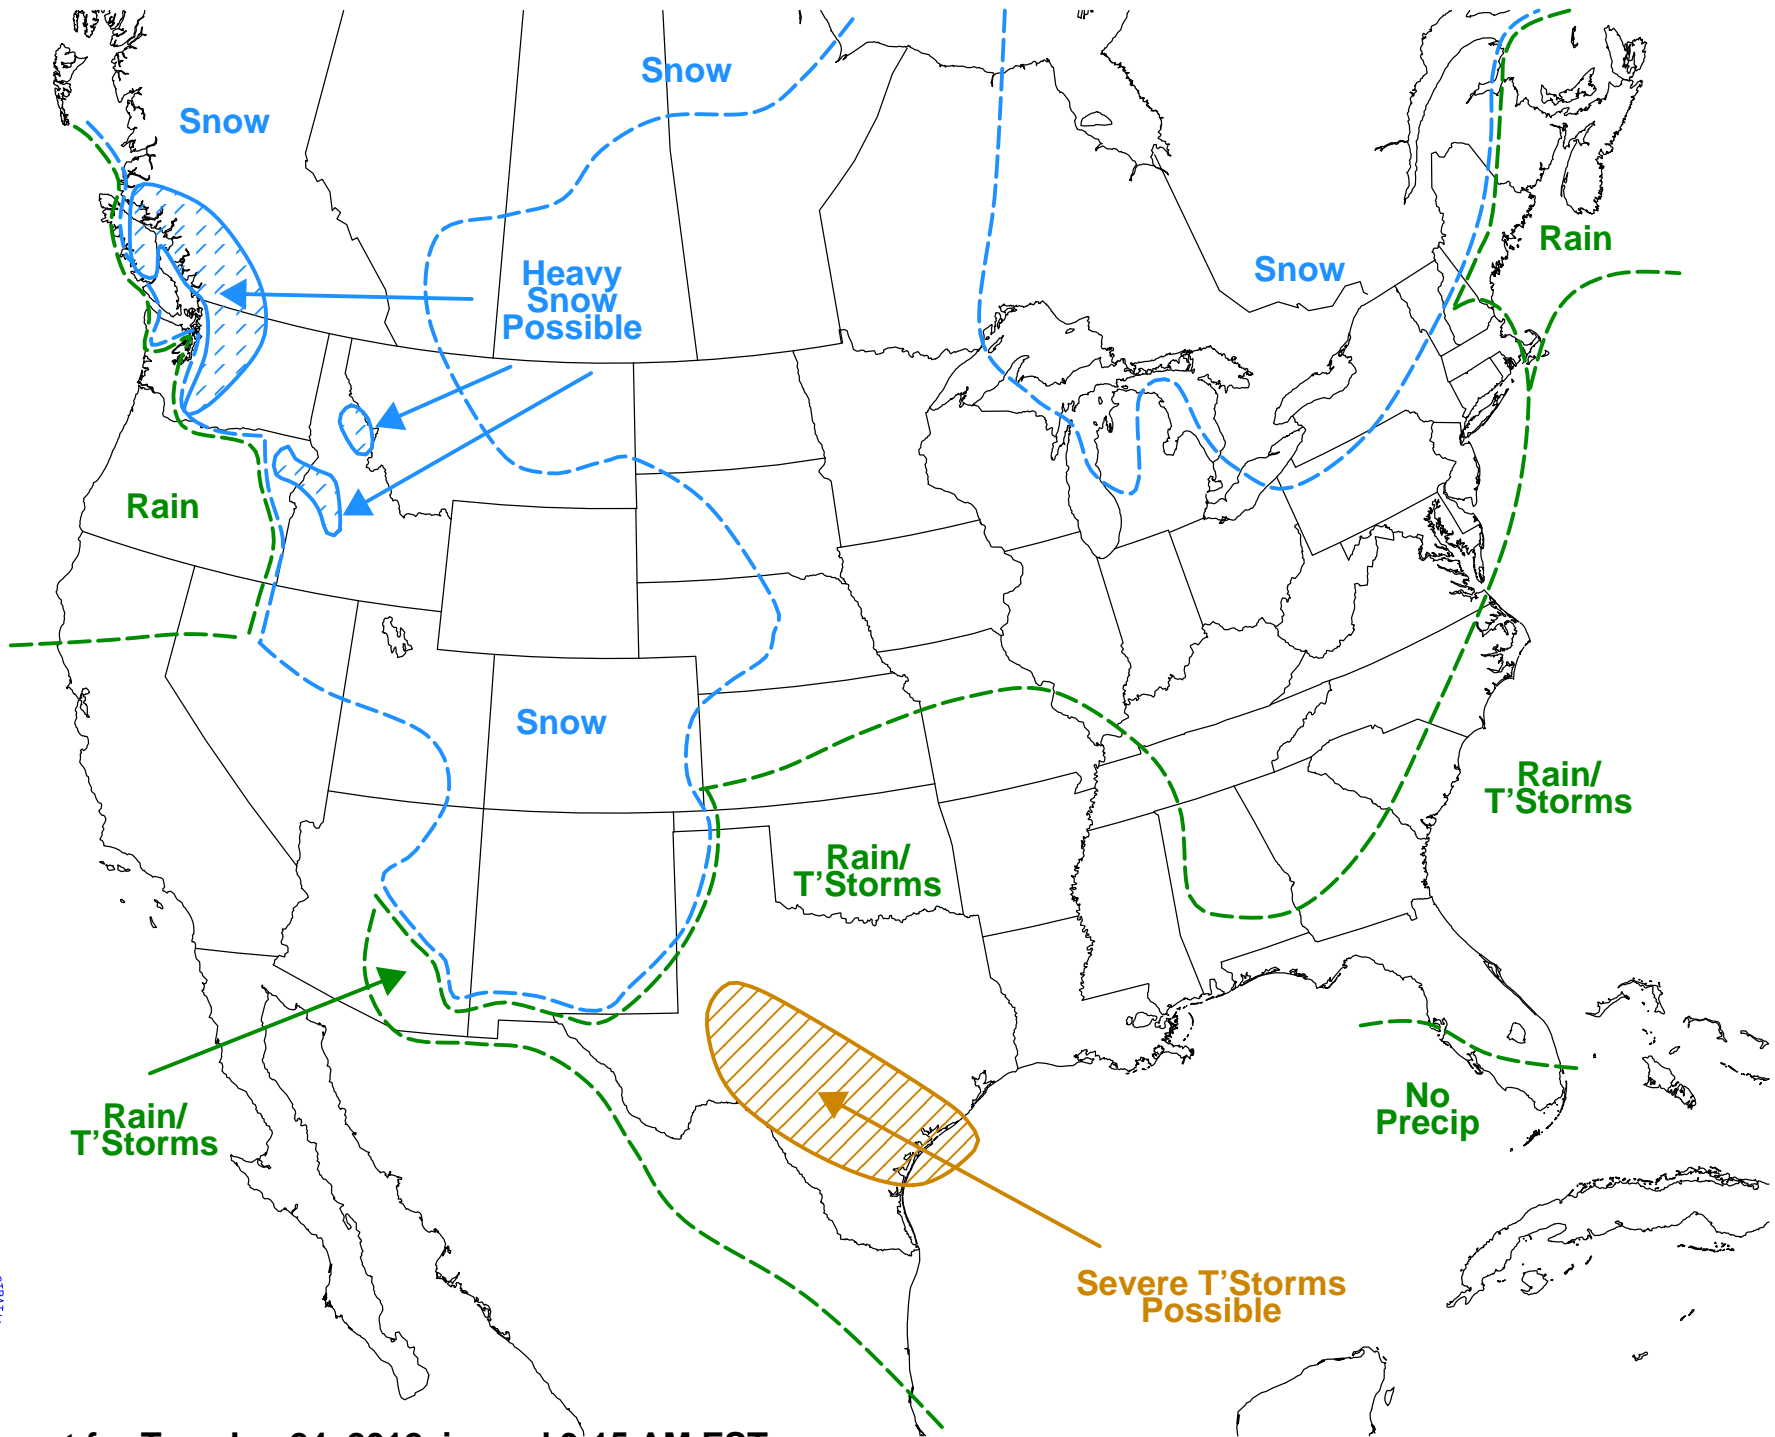 Snow
Snow
Heavy
Snow
Possible
Snow
Rain
Rain
Snow
Rain/
T'Storms
Rain/
T'Storms
Rain/
T'Storms
No
Precip
Severe T'Storms
Possible